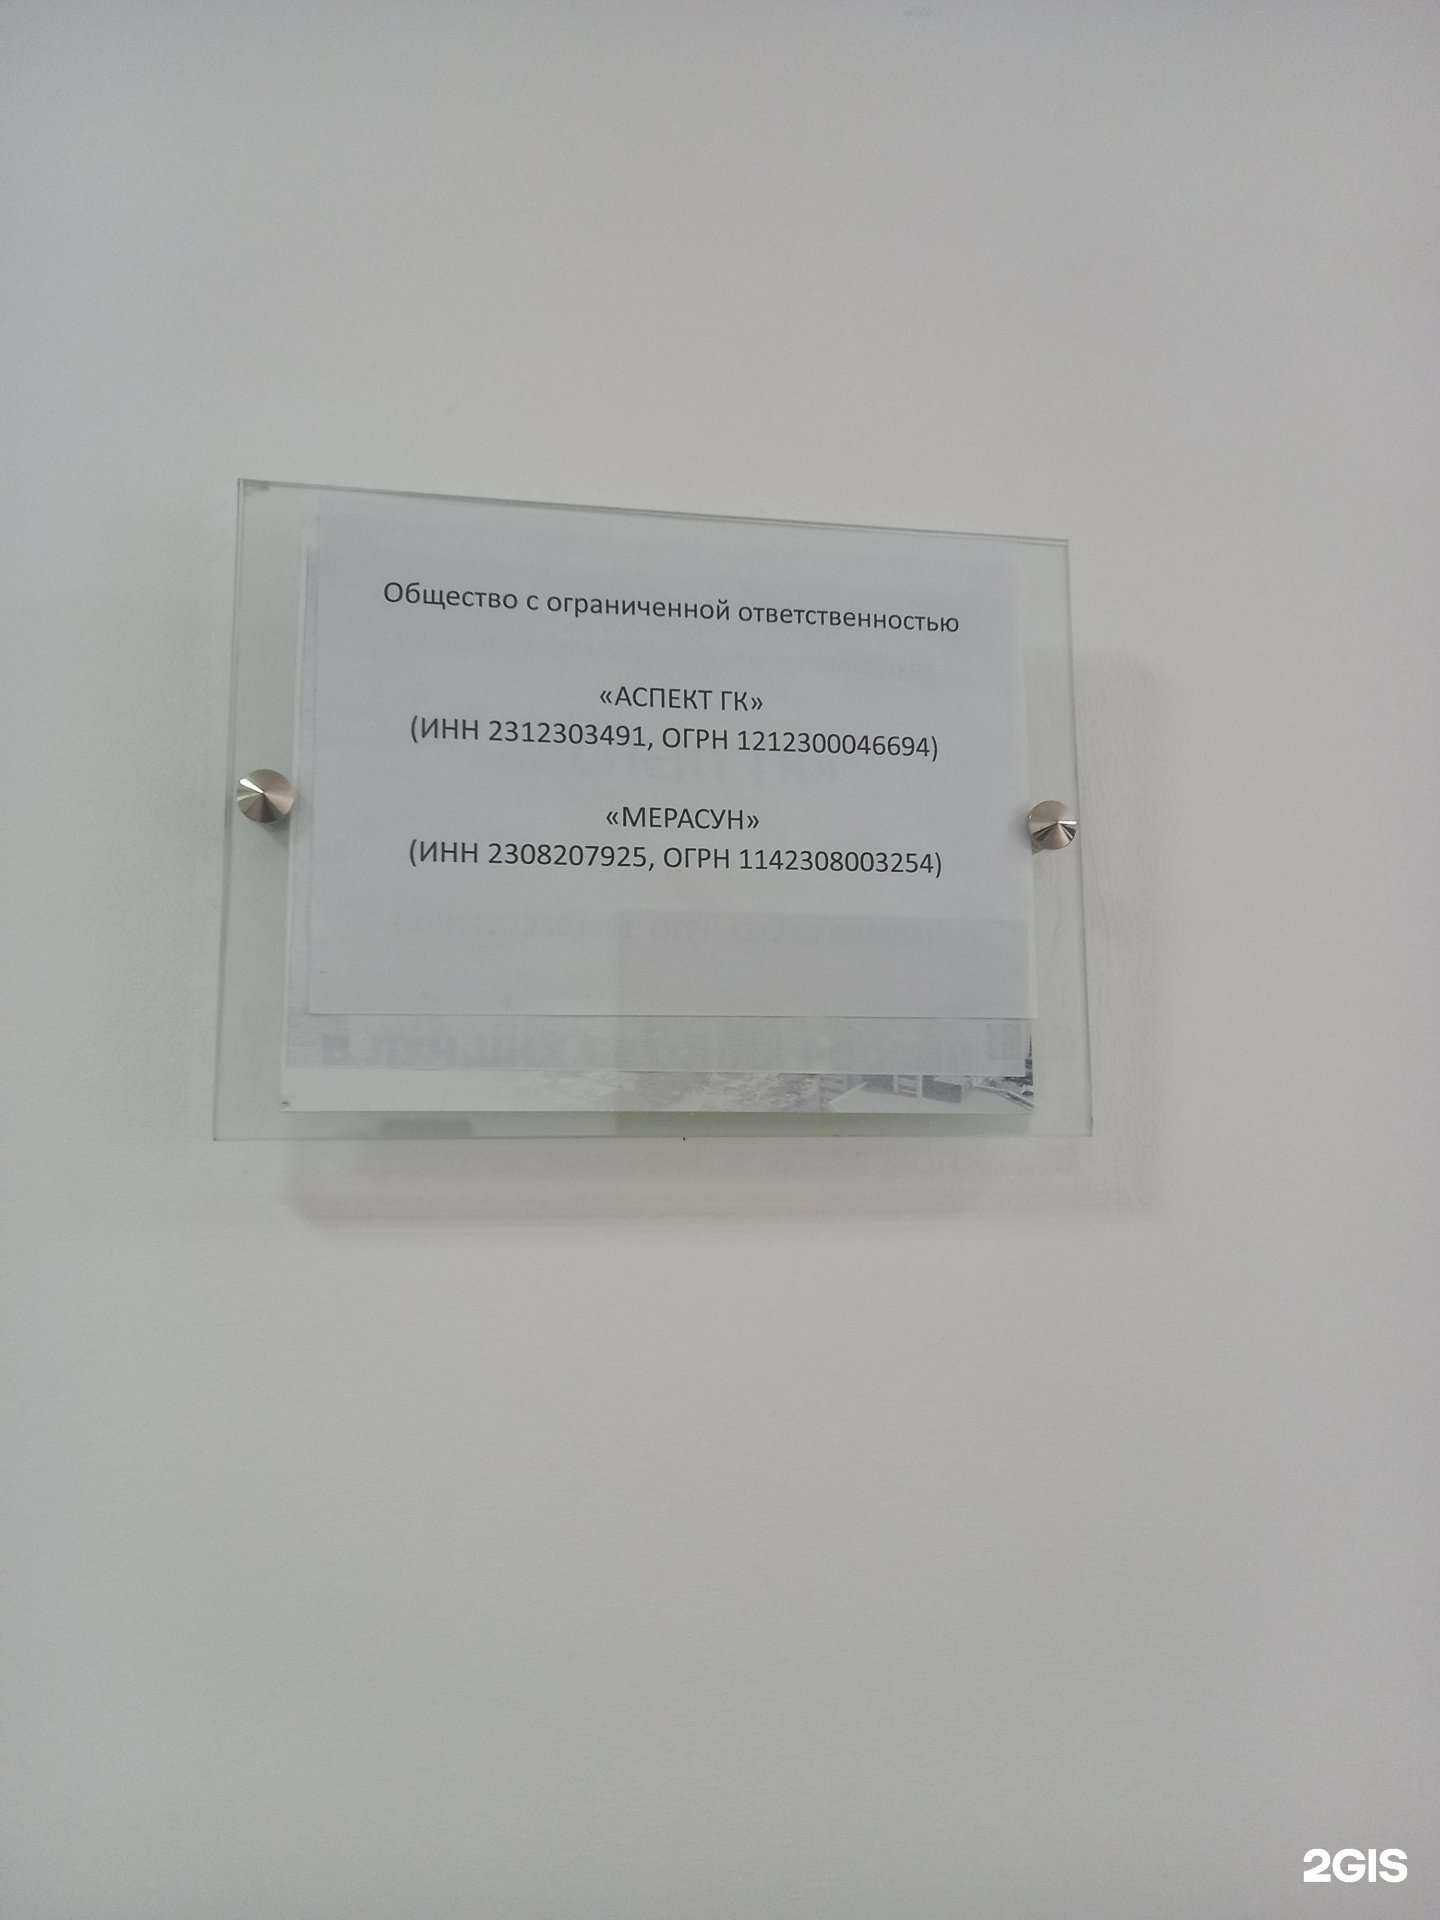 Общество с ограниченной ответственностью
«АСПЕКТ ГК»
(ИНН 2312303491, ОГРН 1212300046694)
«МЕРАСУН»
(ИНН 2308207925, ОГРН 1142308003254)
2GIS